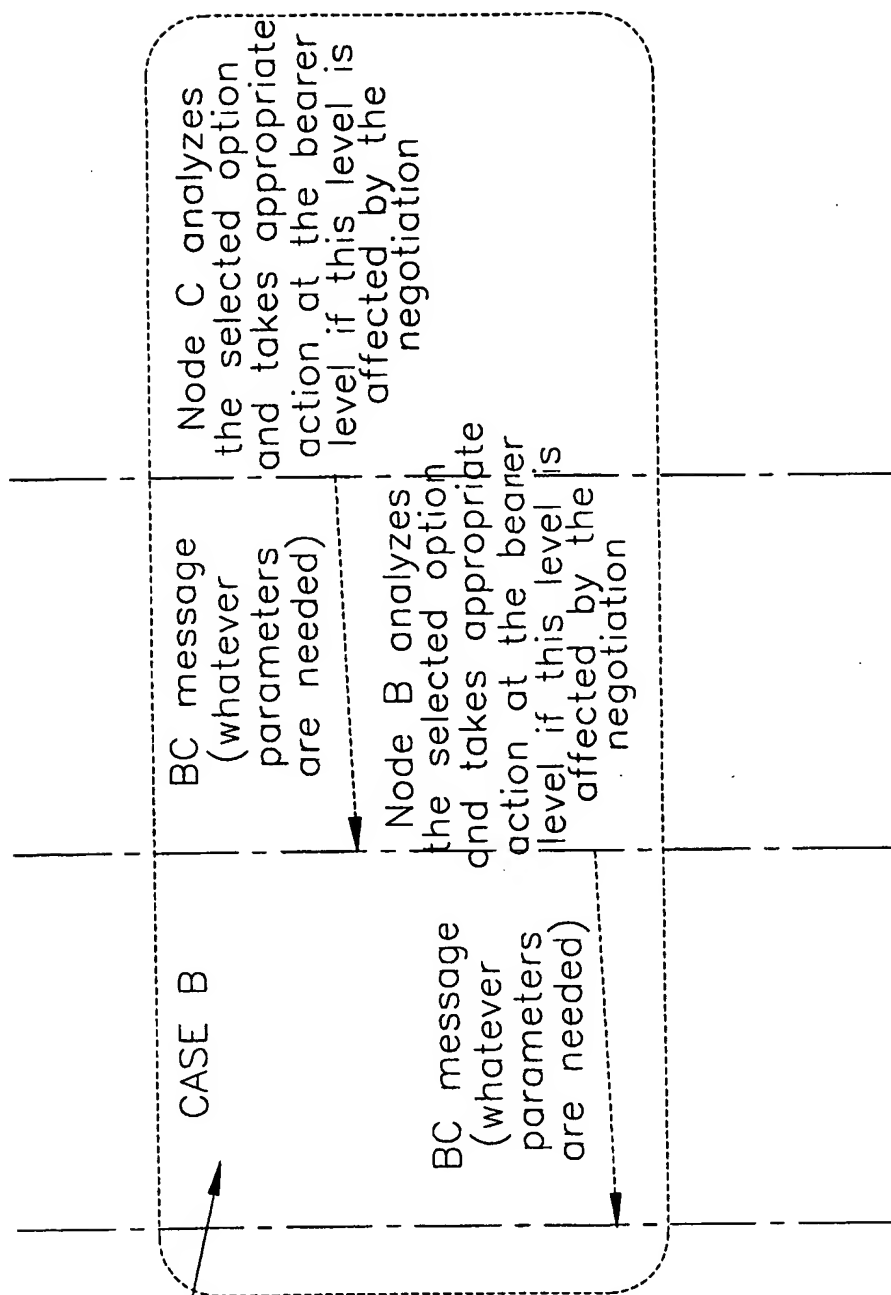 CASE B
BC message
(whatever
parameters
are needed)
Node C analyzes
the selected option
and takes appropriate
action at the bearer
level if this level is
affected by the
negotiation
Node B analyzes
the selected option
and takes appropriate
action at the bearer
level if this level is
affected by the
negotiation
BC message
(whatever
parameters
are needed)